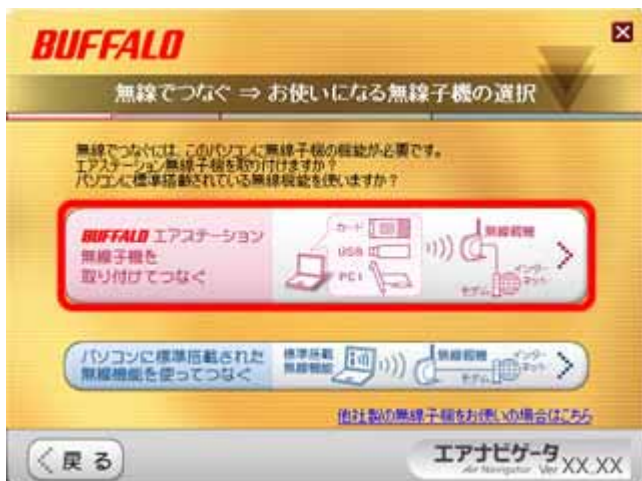 BUFFALO
無線でつなぐ ⇒ お使いになる無線子機の選択
無線でつなぐには、このパソコンに無線子機の機能が必要です。
エアステーション無線子機を取り付けますか?
パソコンに標準搭載されている無線機能を使いますか?
BUFFALO エアステーション
無線子機を
取り付けてつなぐ
カード
USB
PCI
無線親機
モデム
インターネット
パソコンに標準搭載された
無線機能を使ってつなぐ
標準搭載
無線機能
無線親機
モデム
インターネット
他社製の無線子機をお使いの場合はこちら
戻る
エアナビゲータ
Air Navigator Ver XX.XX